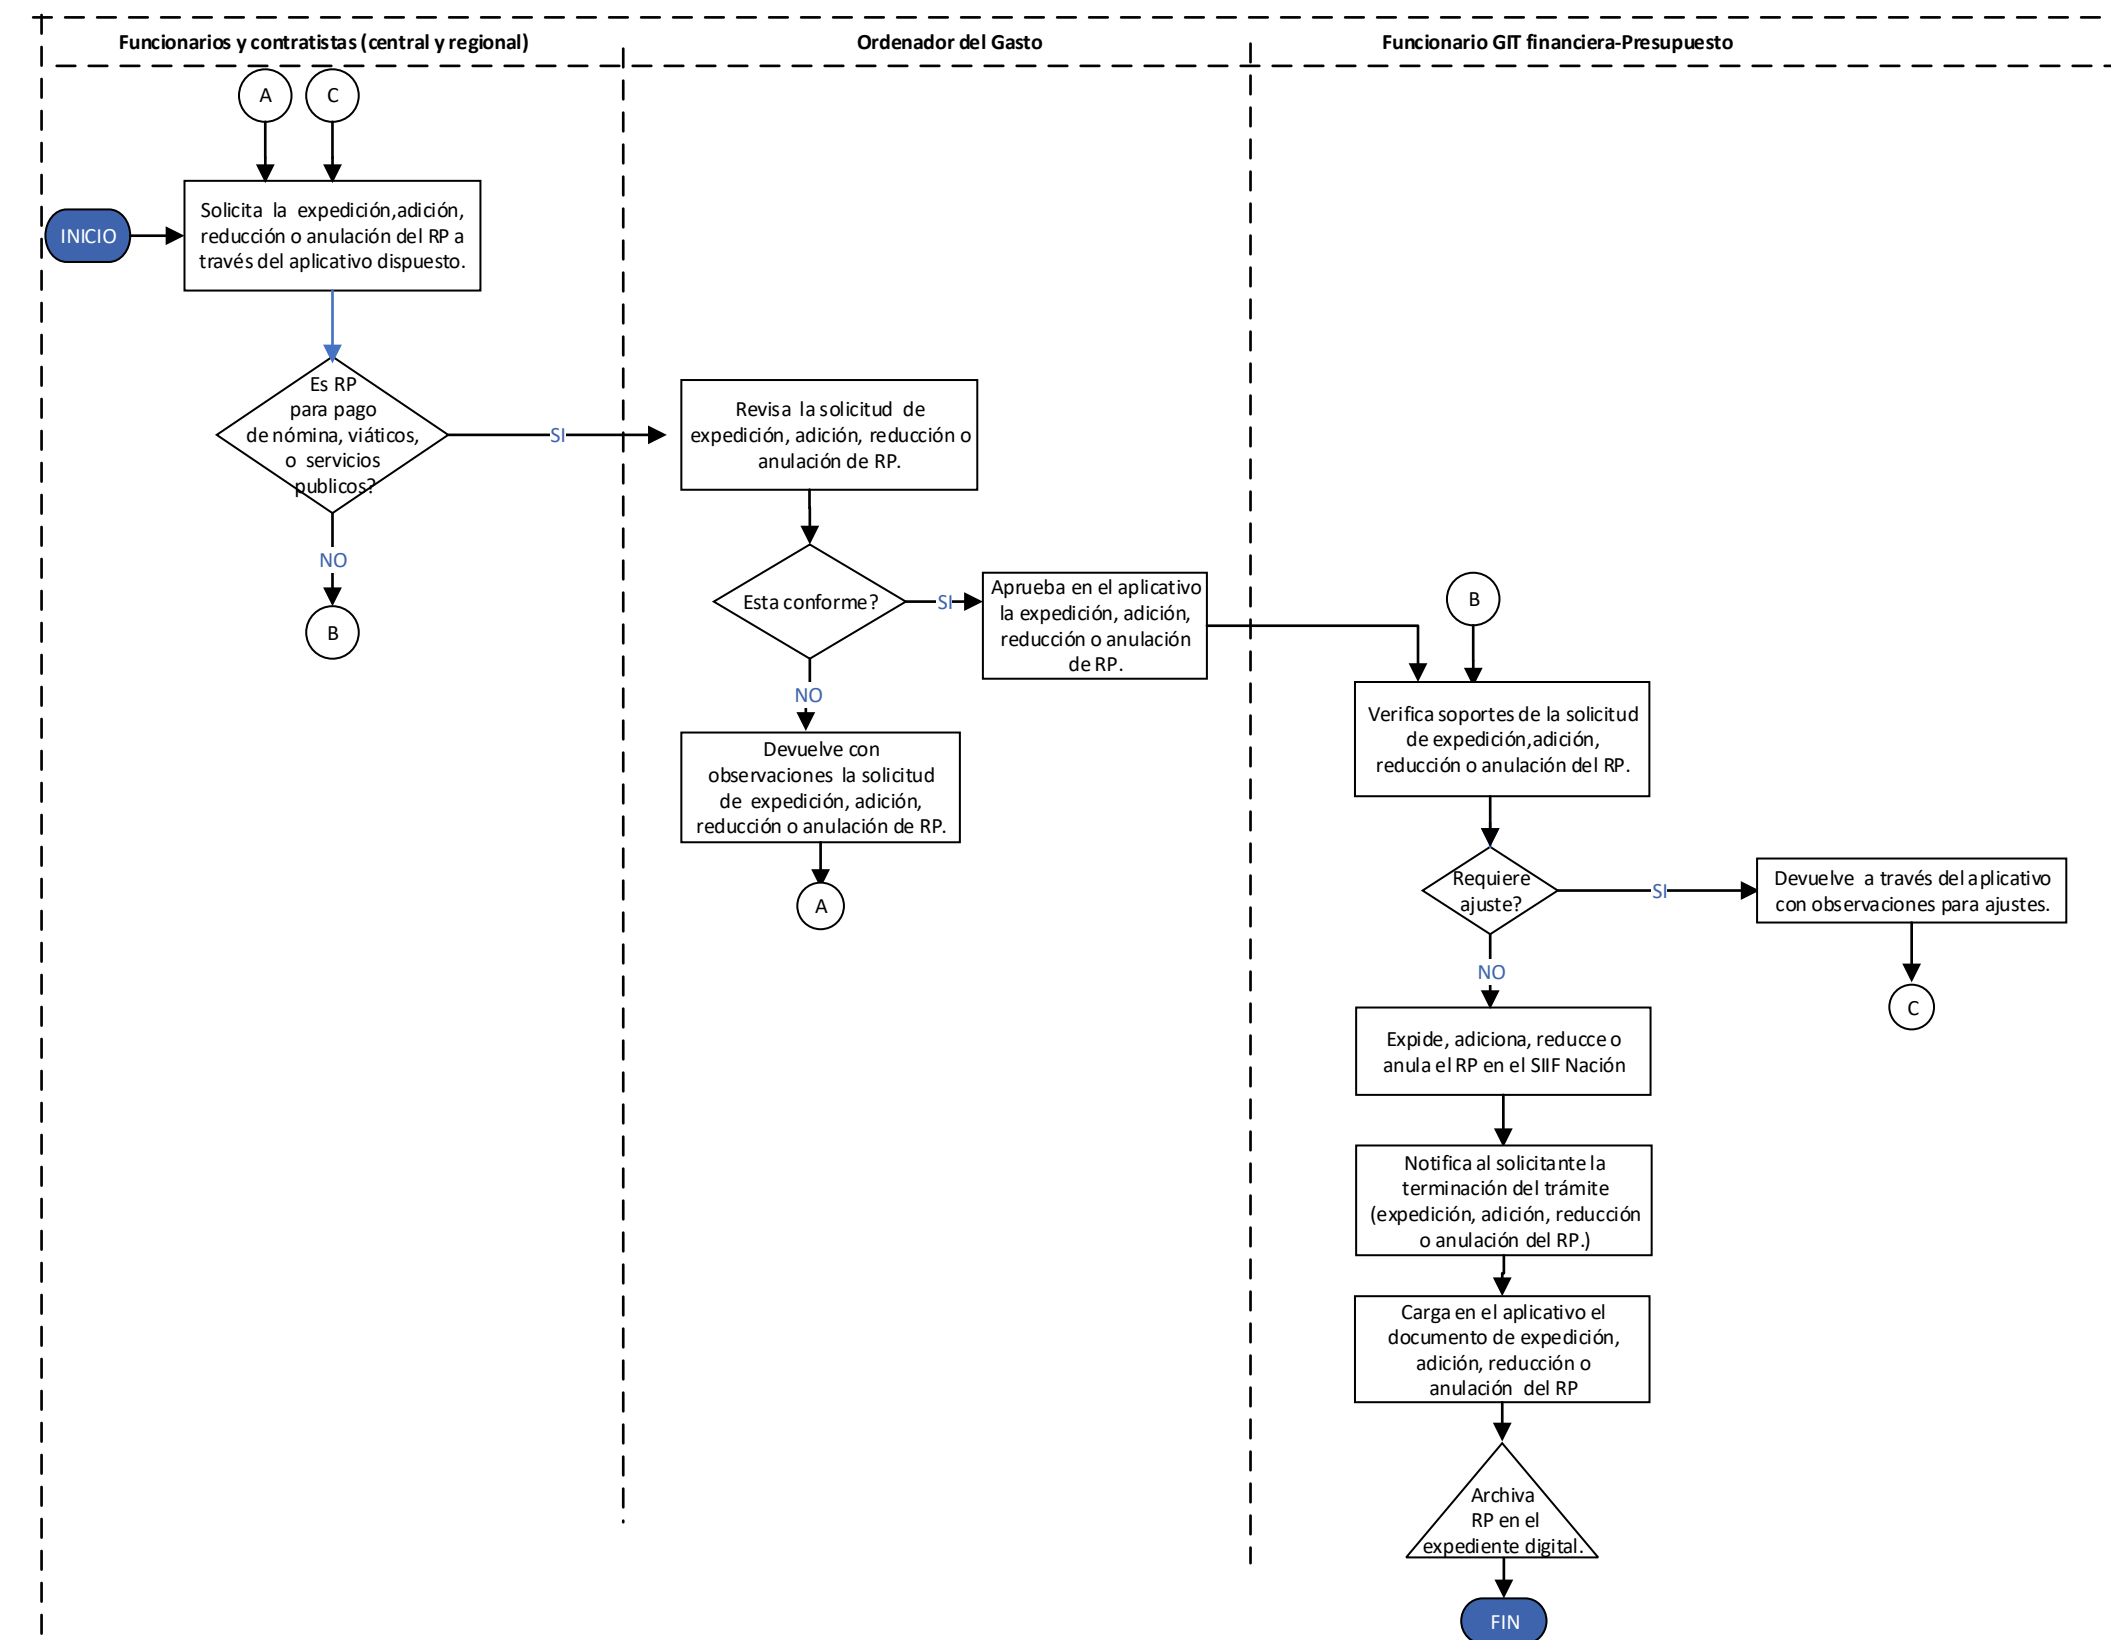 Funcionarios y contratistas (central y regional)
Ordenador del Gasto
Funcionario GIT financiera-Presupuesto
A
C
INICIO
Solicita la expedición,adición,
reducción o anulación del RP a
través del aplicativo dispuesto.
Es RP
para pago
de nómina, viáticos,
o servicios
publicos?
SI
NO
B
Revisa la solicitud de
expedición, adición, reducción o
anulación de RP.
Esta conforme?
SI
NO
Aprueba en el aplicativo
la expedición, adición,
reducción o anulación
de RP.
Devuelve con
observaciones la solicitud
de expedición, adición,
reducción o anulación de RP.
A
B
Verifica soportes de la solicitud
de expedición,adición,
reducción o anulación del RP.
Requiere
ajuste?
SI
Devuelve a través del aplicativo
con observaciones para ajustes.
C
NO
Expide, adiciona, reducce o
anula el RP en el SIIF Nación
Notifica al solicitante la
terminación del trámite
(expedición, adición, reducción
o anulación del RP.)
Carga en el aplicativo el
documento de expedición,
adición, reducción o
anulación del RP
Archiva
RP en el
expediente digital.
FIN